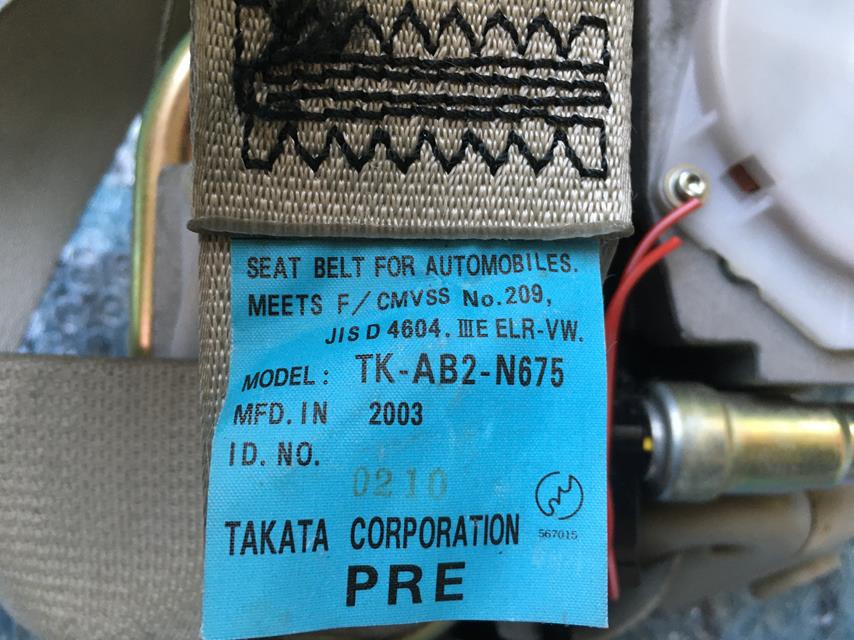 SEAT BELT FOR AUTOMOBILES.
MEETS F/CMVSS No.209,
JIS D 4604. ⅢE ELR-VW.
MODEL: TK-AB2-N675
MFD. IN 2003
ID. NO.
0210
567015
TAKATA CORPORATION
PRE